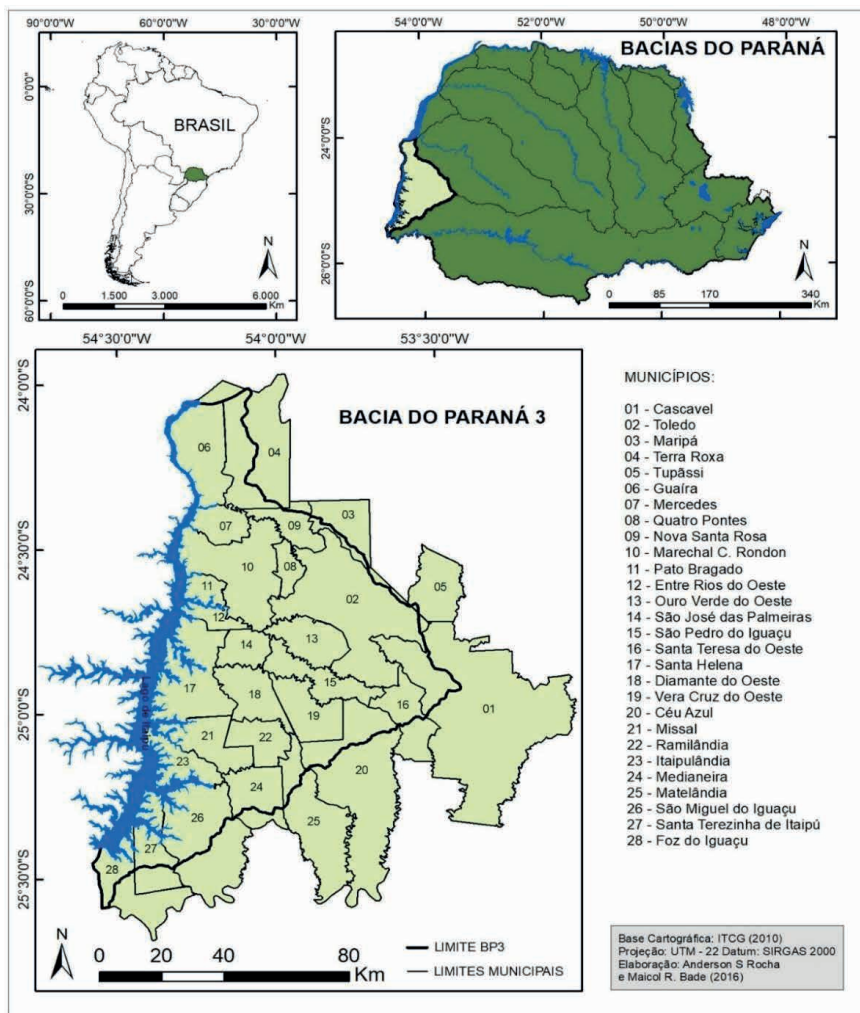 90°0'0"W 60°0'0"W 30°0'0"W
0°0'0"
30°0'0"S
60°0'0"S
BRASIL
N
0 1.500 3.000 6.000
Km
54°0'0"W 52°0'0"W 50°0'0"W 48°0'0"W
BACIAS DO PARANÁ
24°0'0"S
26°0'0"S
N
0 85 170 340
Km
54°30'0"W 54°0'0"W 53°30'0"W
24°0'0"S
24°30'0"S
25°0'0"S
25°30'0"S
BACIA DO PARANÁ 3
06
04
03
09
07
10
08
05
11
02
12
13
14
15
17
18
16
01
19
21
22
23
20
24
26
25
27
28
Lago de Itaipu
N
0 20 40 80
Km
LIMITE BP3
LIMITES MUNICIPAIS
MUNICÍPIOS:
01 - Cascavel
02 - Toledo
03 - Maripá
04 - Terra Roxa
05 - Tupãssi
06 - Guaíra
07 - Mercedes
08 - Quatro Pontes
09 - Nova Santa Rosa
10 - Marechal C. Rondon
11 - Pato Bragado
12 - Entre Rios do Oeste
13 - Ouro Verde do Oeste
14 - São José das Palmeiras
15 - São Pedro do Iguaçu
16 - Santa Teresa do Oeste
17 - Santa Helena
18 - Diamante do Oeste
19 - Vera Cruz do Oeste
20 - Céu Azul
21 - Missal
22 - Ramilândia
23 - Itaipulândia
24 - Medianeira
25 - Matelândia
26 - São Miguel do Iguaçu
27 - Santa Terezinha de Itaipú
28 - Foz do Iguaçu
Base Cartográfica: ITCG (2010)
Projeção: UTM - 22 Datum: SIRGAS 2000
Elaboração: Anderson S Rocha
e Maicol R. Bade (2016)